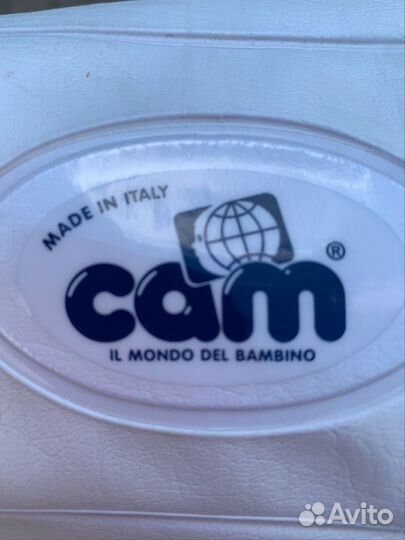 MADE IN ITALY
cam®
IL MONDO DEL BAMBINO
Avito